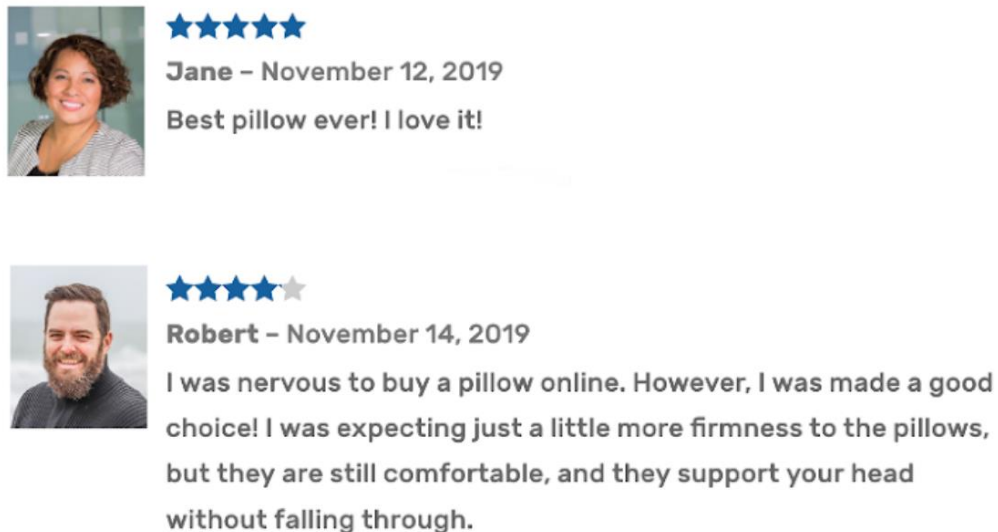 Jane – November 12, 2019
Best pillow ever! I love it!
Robert – November 14, 2019
I was nervous to buy a pillow online. However, I was made a good
choice! I was expecting just a little more firmness to the pillows,
but they are still comfortable, and they support your head
without falling through.